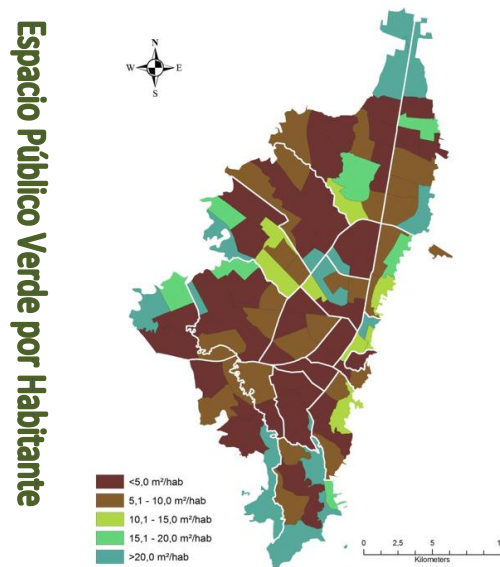 Espacio Público Verde por Habitante
N
W E
S
<5,0 m²/hab
5,1 - 10,0 m²/hab
10,1 - 15,0 m²/hab
15,1 - 20,0 m²/hab
>20,0 m²/hab
0 2,5 5
Kilometers